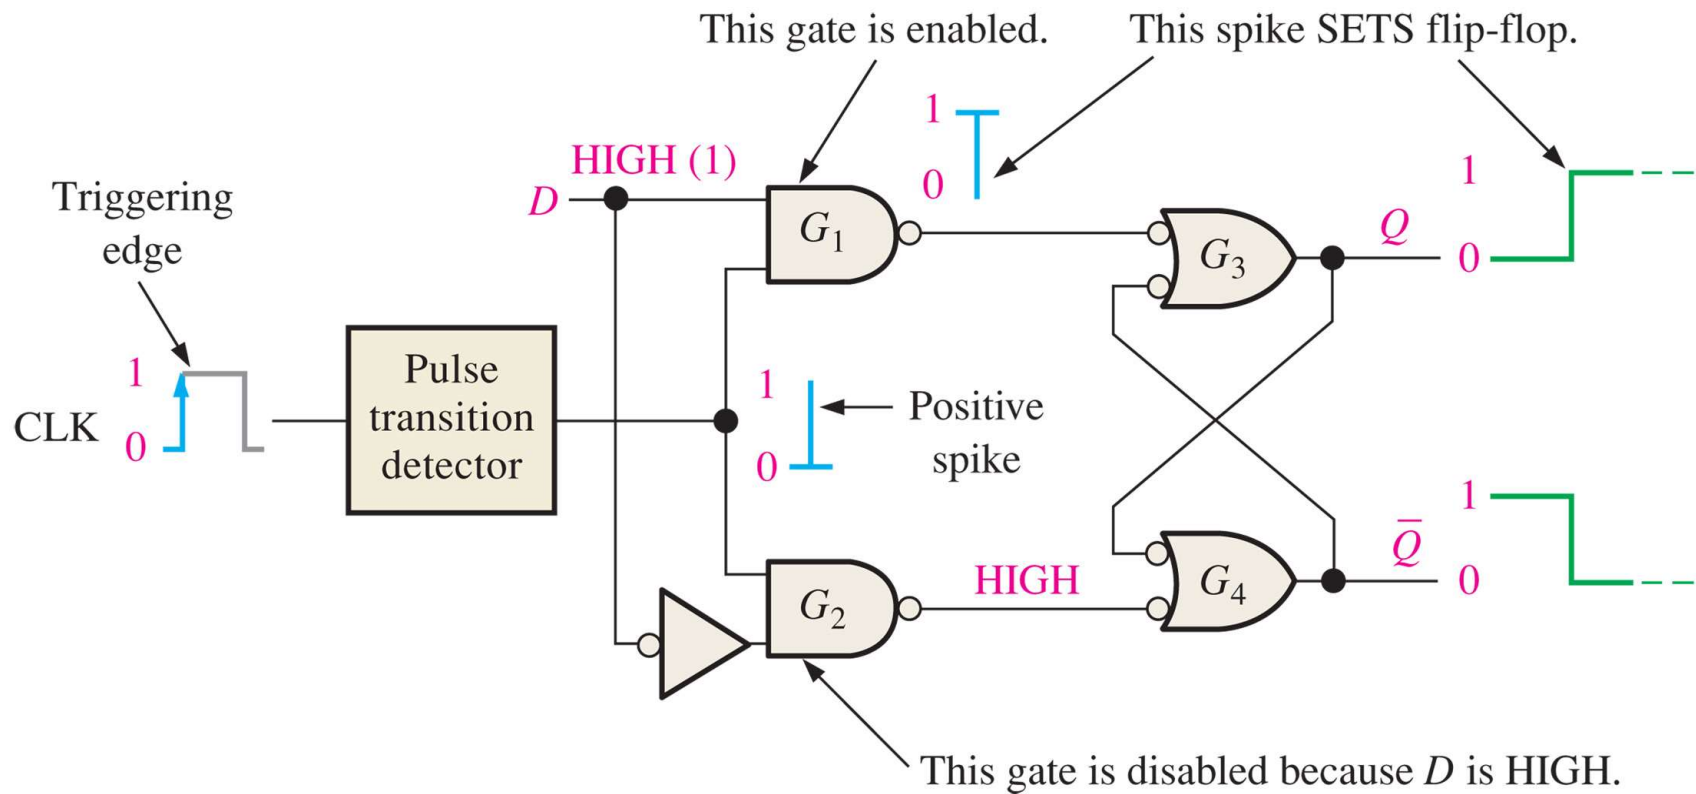 This gate is enabled.
This spike SETS flip-flop.
1
0
HIGH (1)
D
Triggering
edge
G₁
G₃
Q
1
0
1
CLK
0
Pulse
transition
detector
1
0
Positive
spike
HIGH
G₂
G₄
Q̅
1
0
This gate is disabled because D is HIGH.